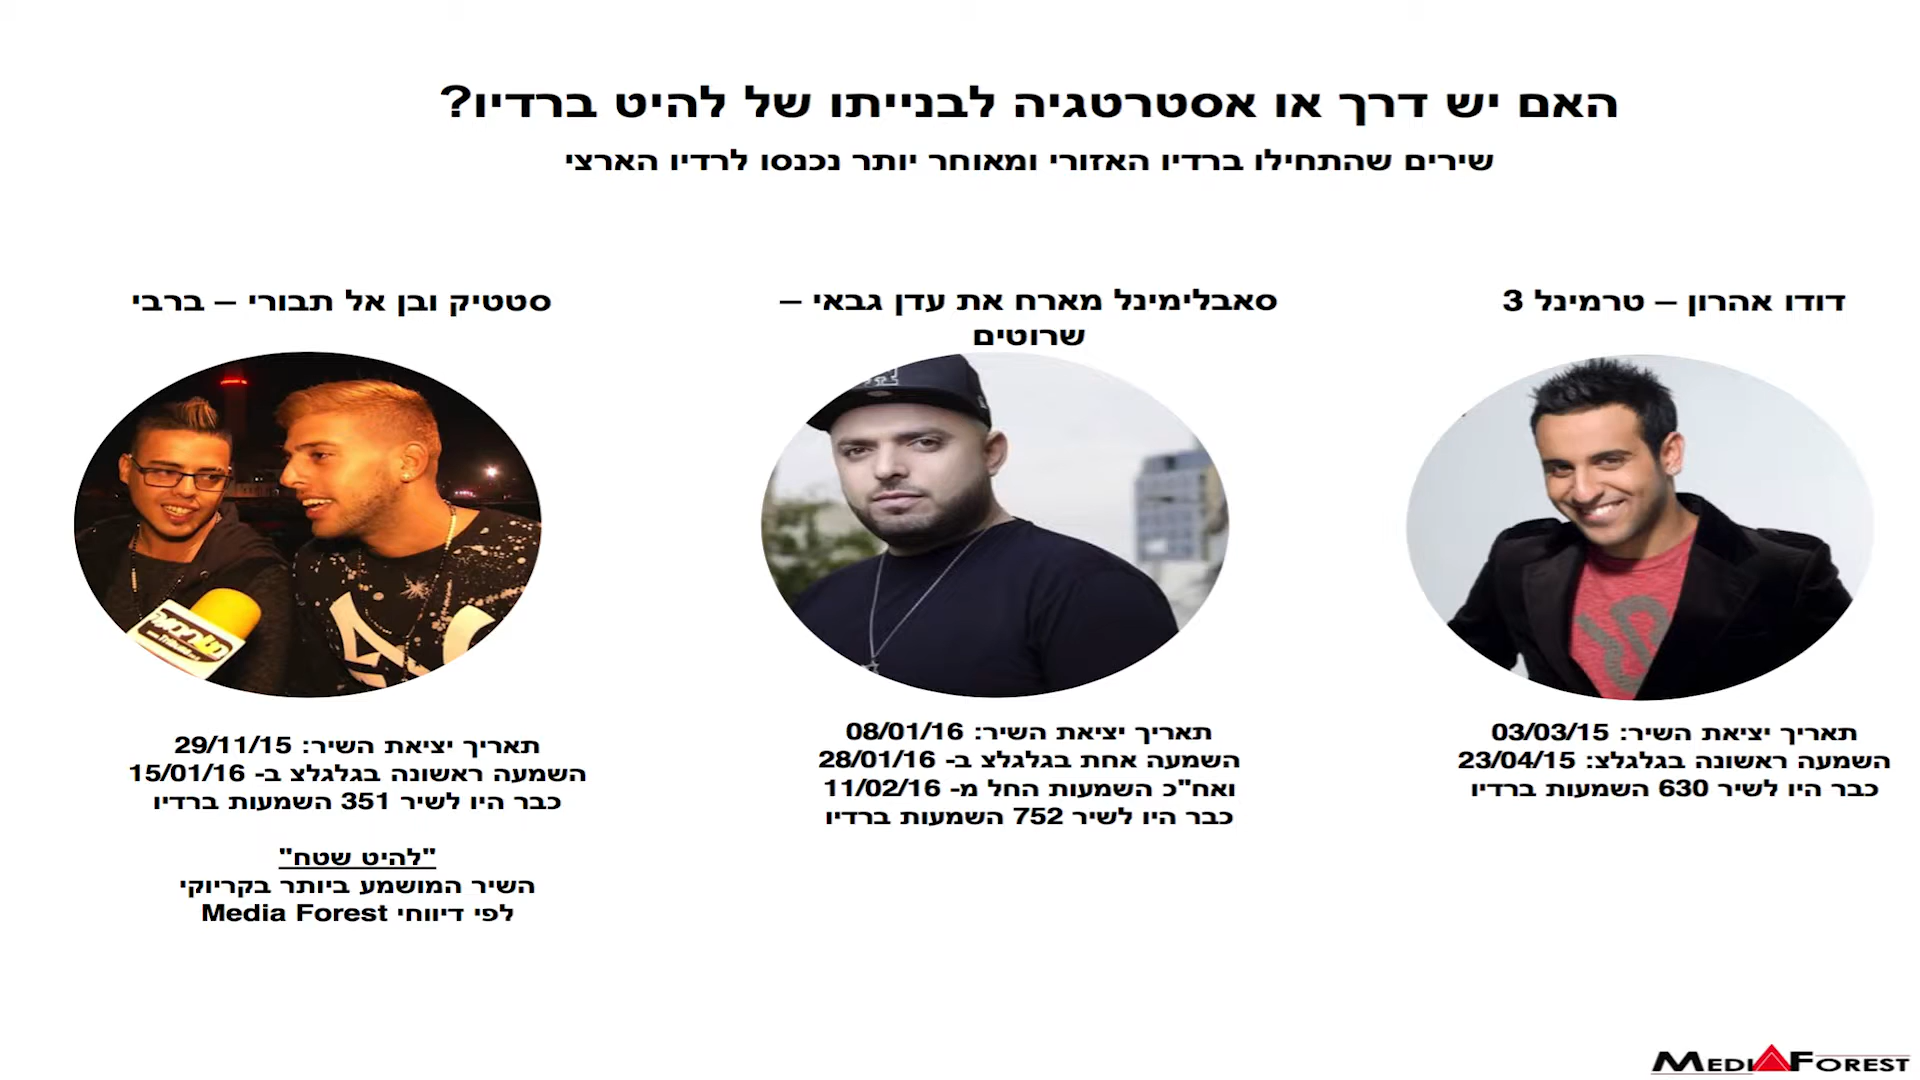 האם יש דרך או אסטרטגיה לבנייתו של להיט ברדיו?
שירים שהתחילו ברדיו האזורי ומאוחר יותר נכנסו לרדיו הארצי
דודו אהרון – טרמינל 3
תאריך יציאת השיר: 03/03/15
השמעה ראשונה בגלגלצ: 23/04/15
כבר היו לשיר 630 השמעות ברדיו
סאבלימינל מארח את עדן גבאי –
שרוטים
תאריך יציאת השיר: 08/01/16
השמעה אחת בגלגלצ ב- 28/01/16
ואח"כ השמעות החל מ- 11/02/16
כבר היו לשיר 752 השמעות ברדיו
סטטיק ובן אל תבורי – ברבי
תאריך יציאת השיר: 29/11/15
השמעה ראשונה בגלגלצ ב- 15/01/16
כבר היו לשיר 351 השמעות ברדיו
"להיט שטח"
השיר המושמע ביותר בקריוקי
לפי דיווחי Media Forest
MEDIAFOREST